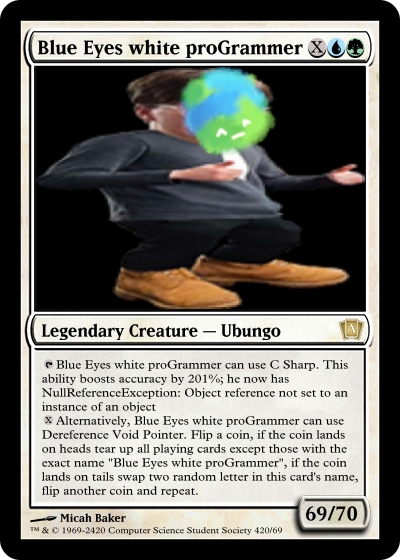 Blue Eyes white proGrammer X
Legendary Creature — Ubungo
Blue Eyes white proGrammer can use C Sharp. This
ability boosts accuracy by 201%; he now has
NullReferenceException: Object reference not set to an
instance of an object
X Alternatively, Blue Eyes white proGrammer can use
Dereference Void Pointer. Flip a coin, if the coin lands
on heads tear up all playing cards except those with the
exact name "Blue Eyes white proGrammer", if the coin
lands on tails swap two random letter in this card's name,
flip another coin and repeat.
69/70
Micah Baker
™ & © 1969-2420 Computer Science Student Society 420/69